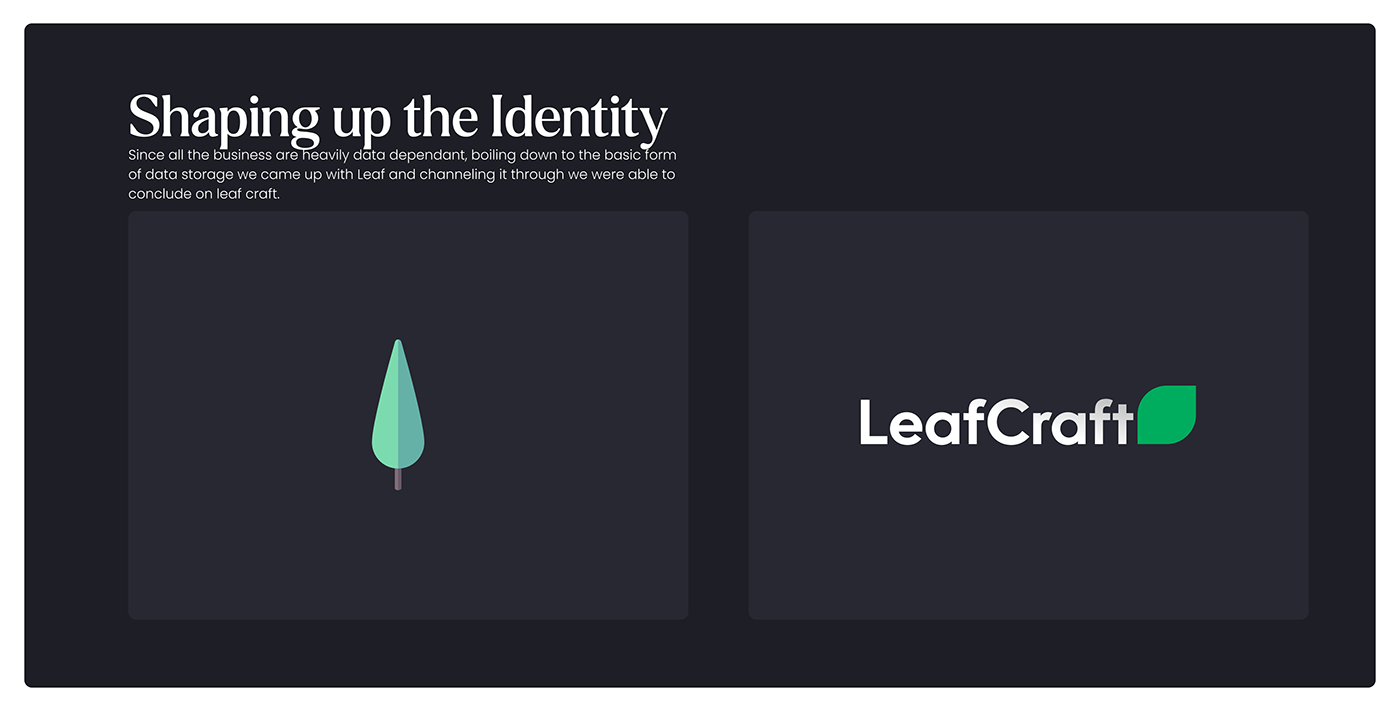 Shaping up the Identity
Since all the business are heavily data dependant, boiling down to the basic form
of data storage we came up with Leaf and channeling it through we were able to
conclude on leaf craft.
LeafCraft